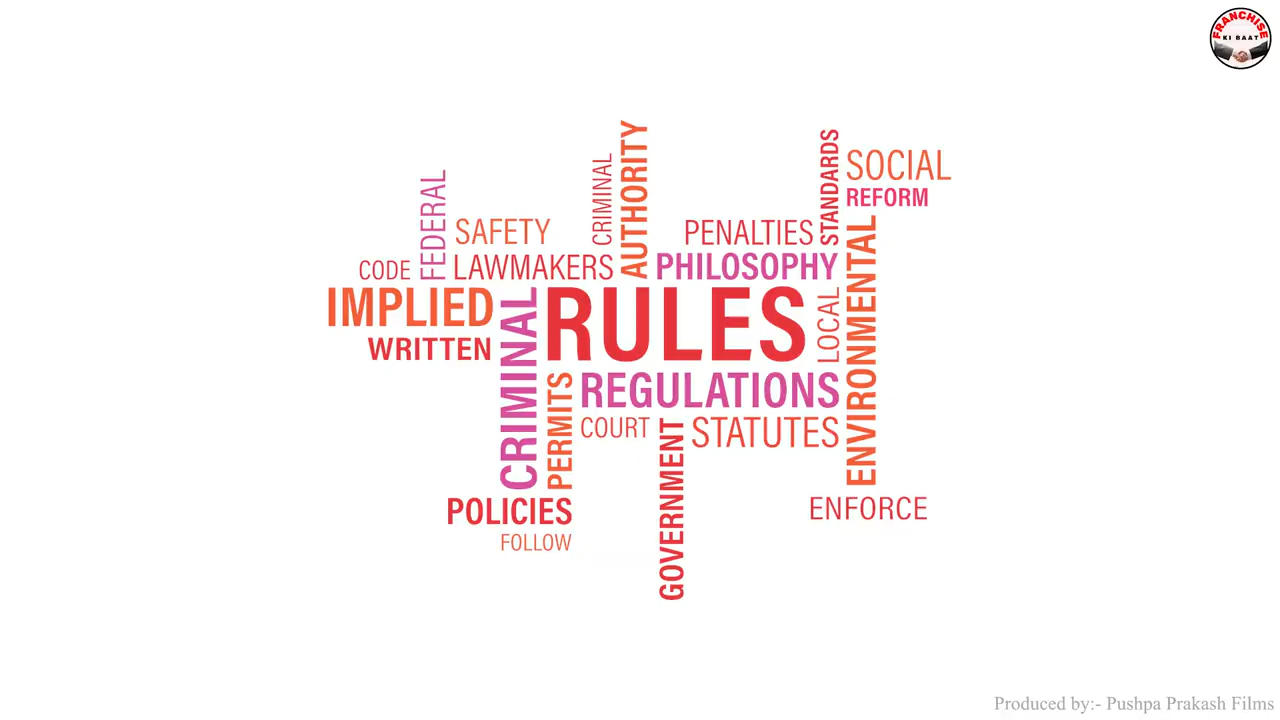 FRANCHISE
KI BAAT
STANDARDS
SOCIAL
REFORM
AUTHORITY
CRIMINAL
FEDERAL
SAFETY
PENALTIES
CODE
LAWMAKERS
PHILOSOPHY
ENVIRONMENTAL
IMPLIED
CRIMINAL
RULES
LOCAL
WRITTEN
PERMITS
REGULATIONS
COURT
GOVERNMENT
STATUTES
POLICIES
ENFORCE
FOLLOW
Produced by:- Pushpa Prakash Films